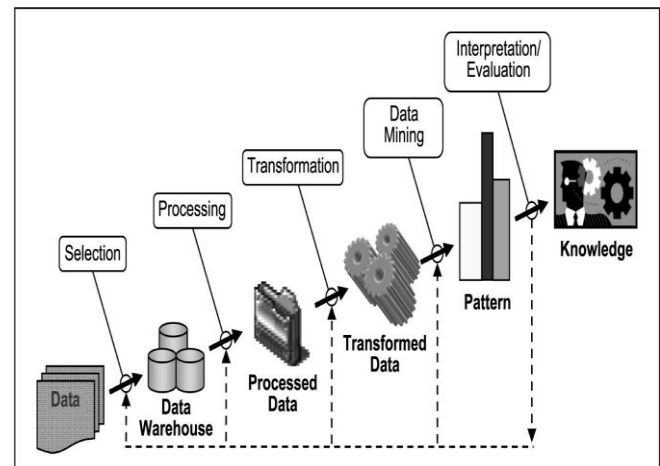 Interpretation/
Evaluation
Data
Mining
Transformation
Processing
Selection
Knowledge
Pattern
Transformed
Data
Processed
Data
Data
Warehouse
Data